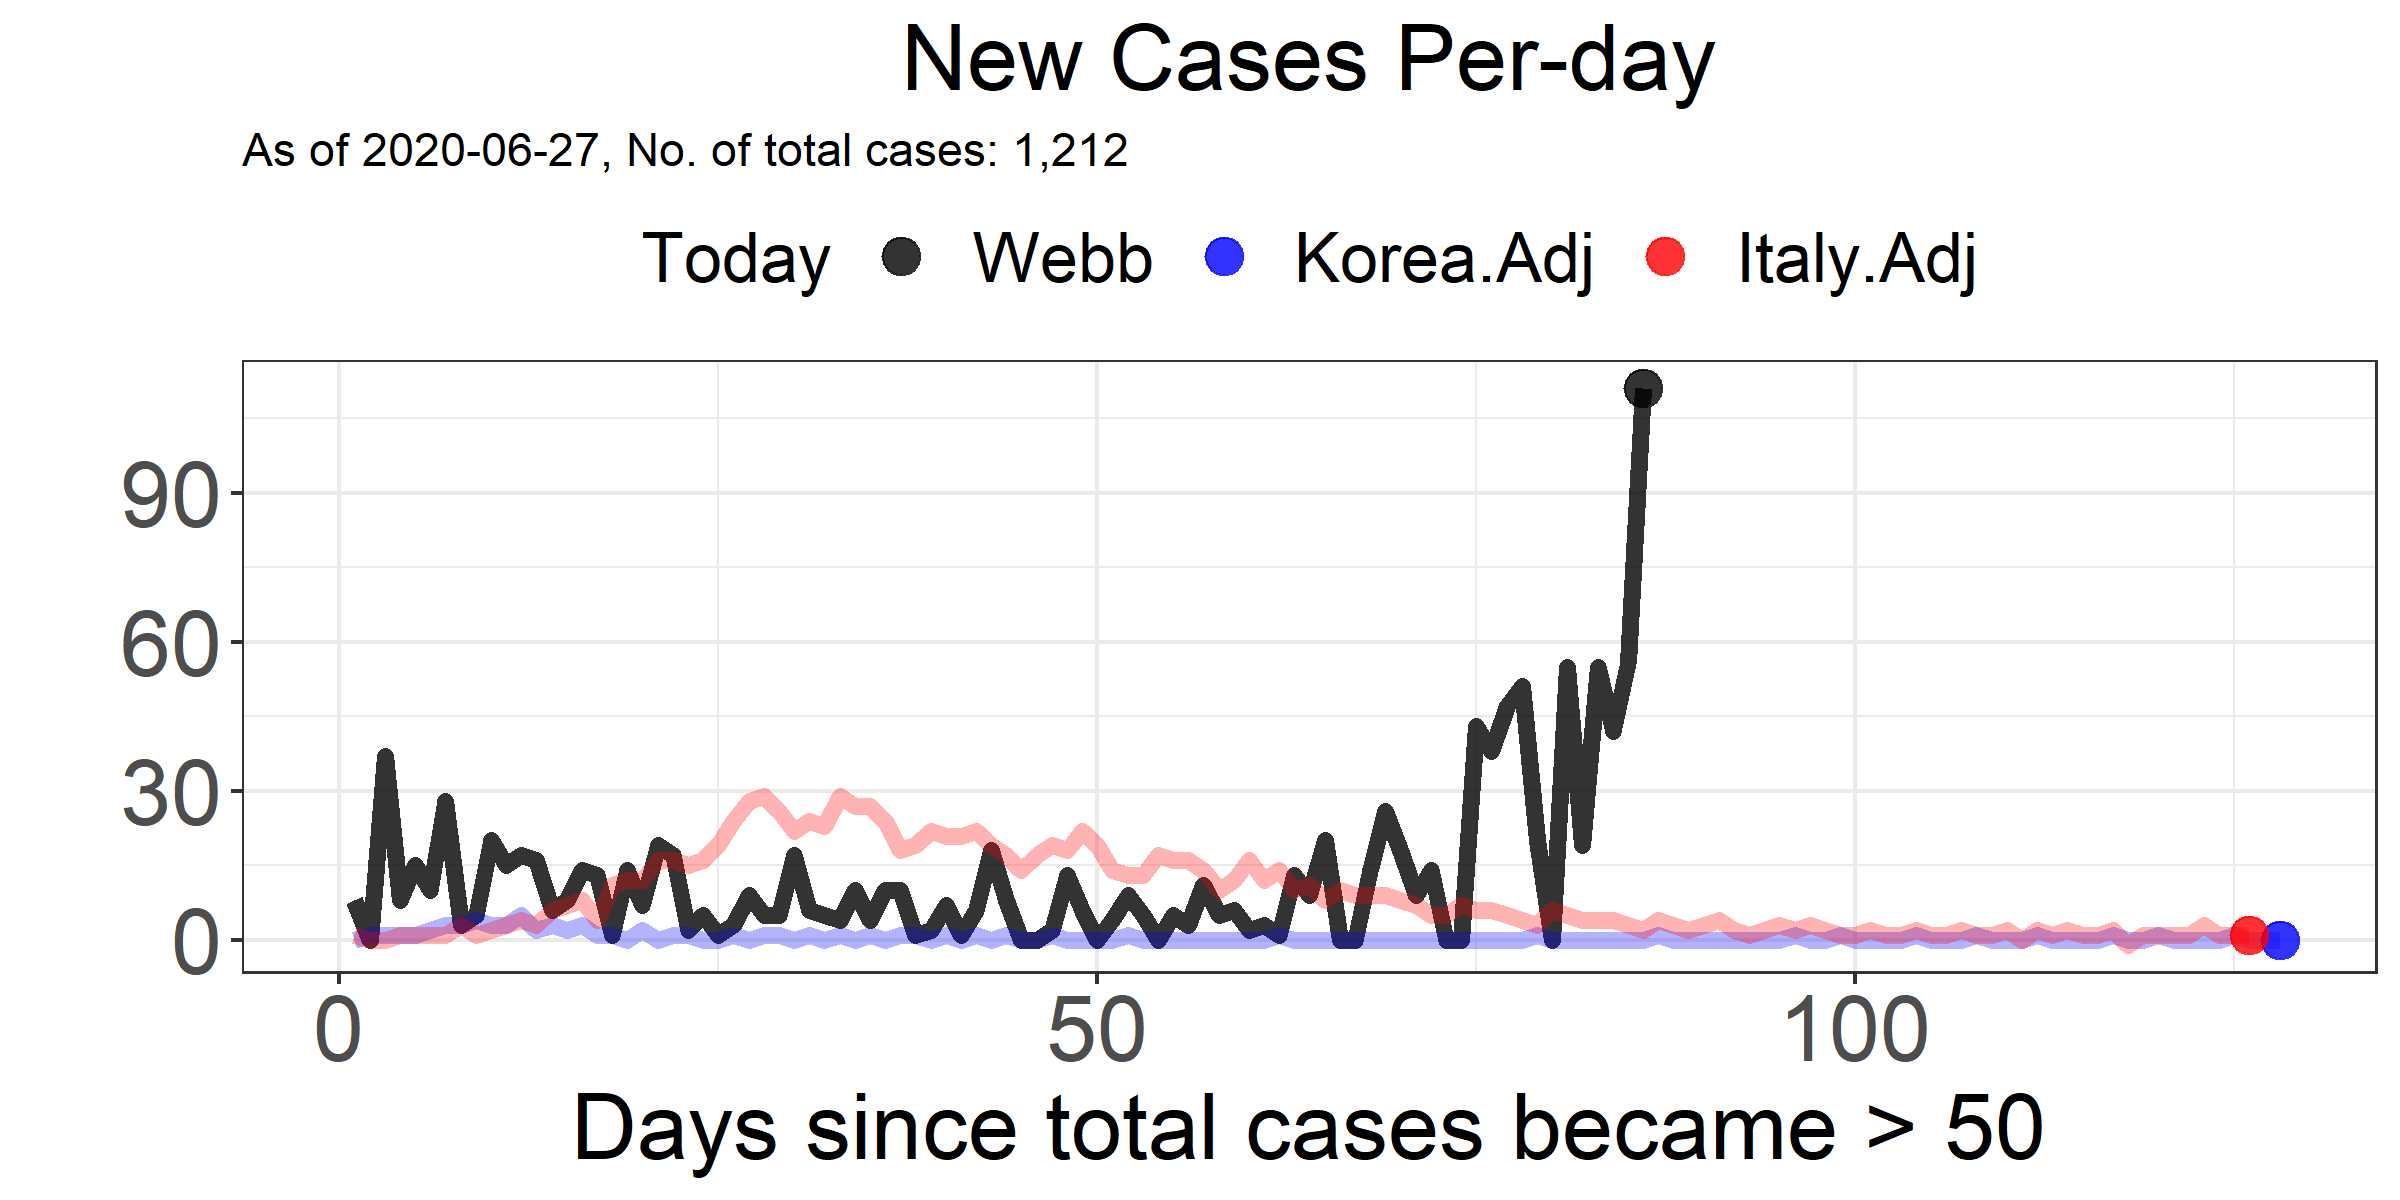 New Cases Per-day
As of 2020-06-27, No. of total cases: 1,212
Today Webb Korea.Adj Italy.Adj
90
60
30
0
0 50 100
Days since total cases became > 50